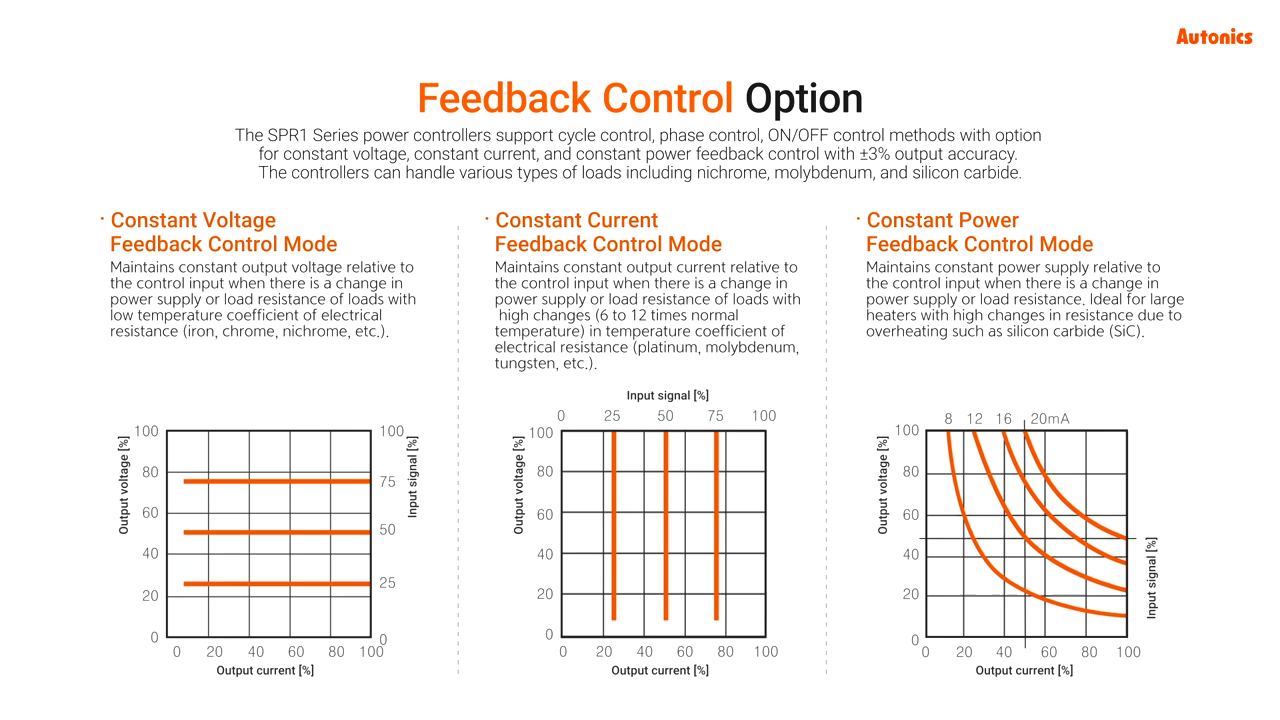 Autonics
Feedback Control Option
The SPR1 Series power controllers support cycle control, phase control, ON/OFF control methods with option
for constant voltage, constant current, and constant power feedback control with ±3% output accuracy.
The controllers can handle various types of loads including nichrome, molybdenum, and silicon carbide.
· Constant Voltage
Feedback Control Mode
Maintains constant output voltage relative to
the control input when there is a change in
power supply or load resistance of loads with
low temperature coefficient of electrical
resistance (iron, chrome, nichrome, etc.).
· Constant Current
Feedback Control Mode
Maintains constant output current relative to
the control input when there is a change in
power supply or load resistance of loads with
high changes (6 to 12 times normal
temperature) in temperature coefficient of
electrical resistance (platinum, molybdenum,
tungsten, etc.).
· Constant Power
Feedback Control Mode
Maintains constant power supply relative to
the control input when there is a change in
power supply or load resistance. Ideal for large
heaters with high changes in resistance due to
overheating such as silicon carbide (SiC).
Output voltage [%]
100
80
60
40
20
0
100
75
50
25
0
Input signal [%]
0 20 40 60 80 100
Output current [%]
Input signal [%]
0 25 50 75 100
Output voltage [%]
100
80
60
40
20
0
0 20 40 60 80 100
Output current [%]
8 12 16 20mA
Output voltage [%]
100
80
60
40
20
0
Input signal [%]
0 20 40 60 80 100
Output current [%]